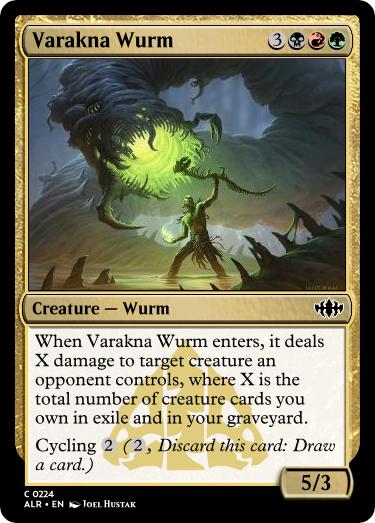 Varakna Wurm 3
Creature — Wurm
When Varakna Wurm enters, it deals
X damage to target creature an
opponent controls, where X is the
total number of creature cards you
own in exile and in your graveyard.
Cycling 2 (2, Discard this card: Draw
a card.)
5/3
C 0224
ALR • EN Joel Hustak